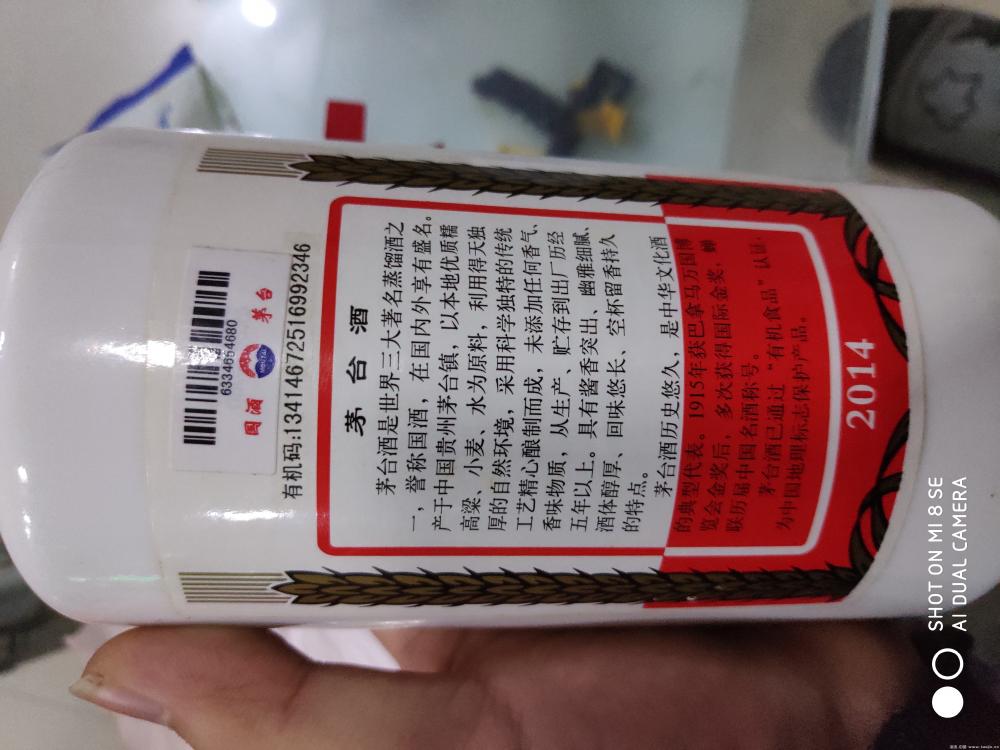 6334654680
国酒
茅台
MOUTAI
有机码:13414672516992346
茅台酒
茅台酒是世界三大著名蒸馏酒之
一，誉称国酒，在国内外享有盛名。
产于中国贵州茅台镇，以本地优质糯
高粱、小麦、水为原料，利用得天独
厚的自然环境，采用科学独特的传统
工艺精心酿制而成，未添加任何香气、
香味物质，从生产、贮存到出厂历经
五年以上。具有酱香突出、幽雅细腻、
酒体醇厚、回味悠长、空杯留香持久
的特点。
茅台酒历史悠久，是中华文化酒
的典型代表。1915年获巴拿马万国博
览会金奖后，多次获得国际金奖，蝉
联历届中国名酒称号。
茅台酒已通过“有机食品”认证，
为中国地理标志保护产品。
2014
SHOT ON MI 8 SE
AI DUAL CAMERA